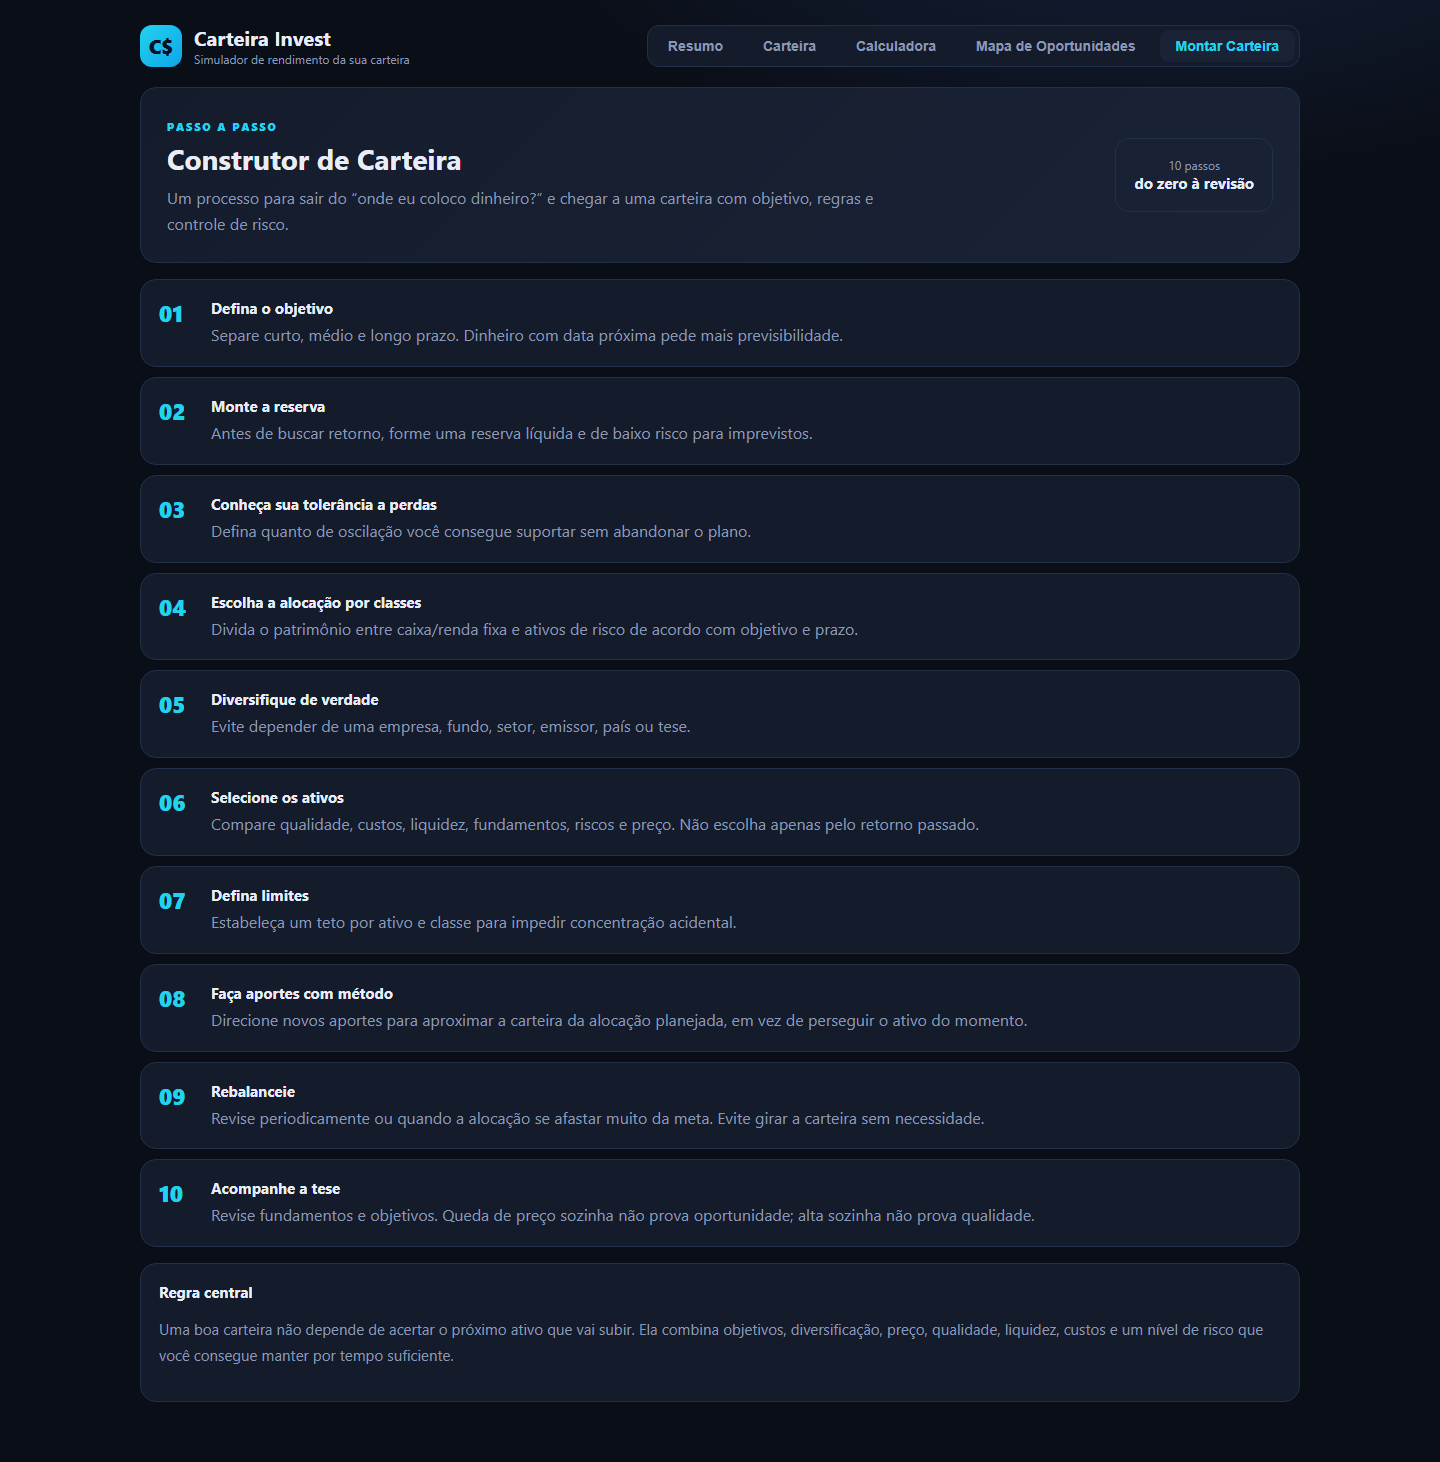 C$
Carteira Invest
Simulador de rendimento da sua carteira
Resumo
Carteira
Calculadora
Mapa de Oportunidades
Montar Carteira
PASSO A PASSO
Construtor de Carteira
Um processo para sair do “onde eu coloco dinheiro?” e chegar a uma carteira com objetivo, regras e
controle de risco.
10 passos
do zero à revisão
01
Defina o objetivo
Separe curto, médio e longo prazo. Dinheiro com data próxima pede mais previsibilidade.
02
Monte a reserva
Antes de buscar retorno, forme uma reserva líquida e de baixo risco para imprevistos.
03
Conheça sua tolerância a perdas
Defina quanto de oscilação você consegue suportar sem abandonar o plano.
04
Escolha a alocação por classes
Divida o patrimônio entre caixa/renda fixa e ativos de risco de acordo com objetivo e prazo.
05
Diversifique de verdade
Evite depender de uma empresa, fundo, setor, emissor, país ou tese.
06
Selecione os ativos
Compare qualidade, custos, liquidez, fundamentos, riscos e preço. Não escolha apenas pelo retorno passado.
07
Defina limites
Estabeleça um teto por ativo e classe para impedir concentração acidental.
08
Faça aportes com método
Direcione novos aportes para aproximar a carteira da alocação planejada, em vez de perseguir o ativo do momento.
09
Rebalanceie
Revise periodicamente ou quando a alocação se afastar muito da meta. Evite girar a carteira sem necessidade.
10
Acompanhe a tese
Revise fundamentos e objetivos. Queda de preço sozinha não prova oportunidade; alta sozinha não prova qualidade.
Regra central
Uma boa carteira não depende de acertar o próximo ativo que vai subir. Ela combina objetivos, diversificação, preço, qualidade, liquidez, custos e um nível de risco que
você consegue manter por tempo suficiente.